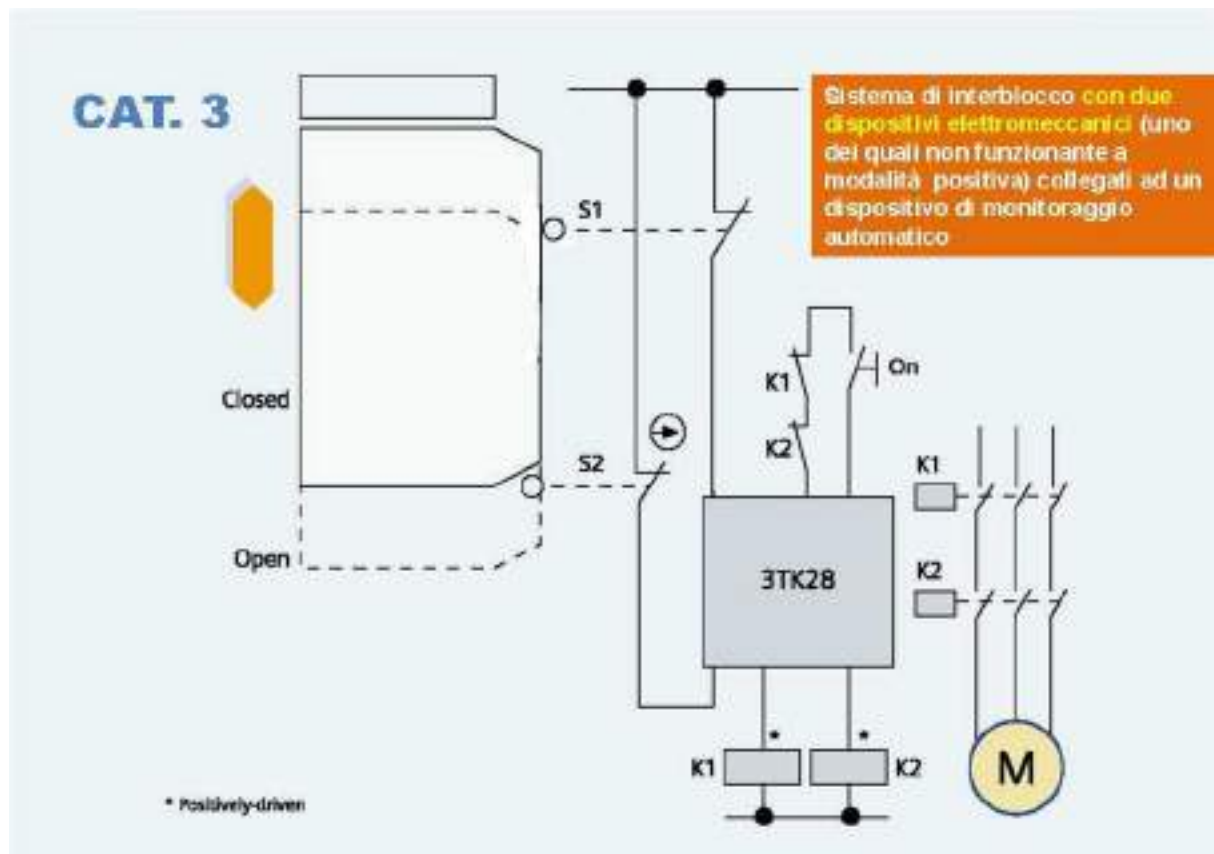 CAT. 3
Sistema di interblocco con due
dispositivi elettromeccanici (uno
dei quali non funzionante a
modalità positiva) collegati ad un
dispositivo di monitoraggio
automatico
S1
K1
On
Closed
K2
S2
K1
Open
3TK28
K2
*
*
K1
K2
M
* Positively-driven